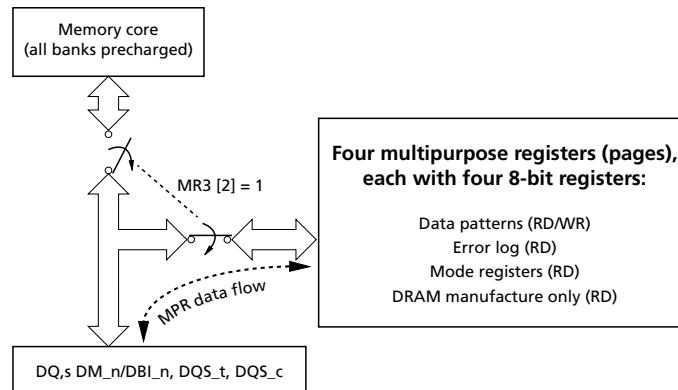 Memory core
(all banks precharged)
MR3 [2] = 1
Four multipurpose registers (pages),
each with four 8-bit registers:
Data patterns (RD/WR)
Error log (RD)
Mode registers (RD)
DRAM manufacture only (RD)
MPR data flow
DQ,s DM_n/DBI_n, DQS_t, DQS_c